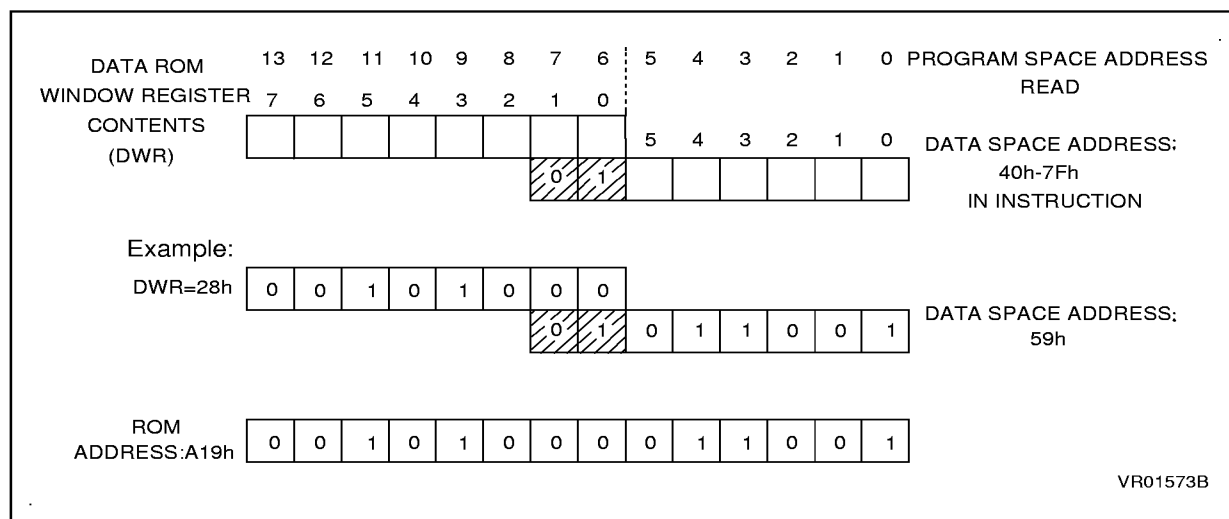 13 12 11 10 9 8 7 6 5 4 3 2 1 0 PROGRAM SPACE ADDRESS
READ
DATA ROM
WINDOW REGISTER 7 6 5 4 3 2 1 0
CONTENTS
(DWR)
5 4 3 2 1 0 DATA SPACE ADDRESS:
0 1 40h-7Fh
IN INSTRUCTION
Example:
DWR=28h 0 0 1 0 1 0 0 0
0 1 0 1 1 0 0 1 DATA SPACE ADDRESS:
59h
ROM
ADDRESS:A19h 0 0 1 0 1 0 0 0 0 1 1 0 0 1
VR01573B